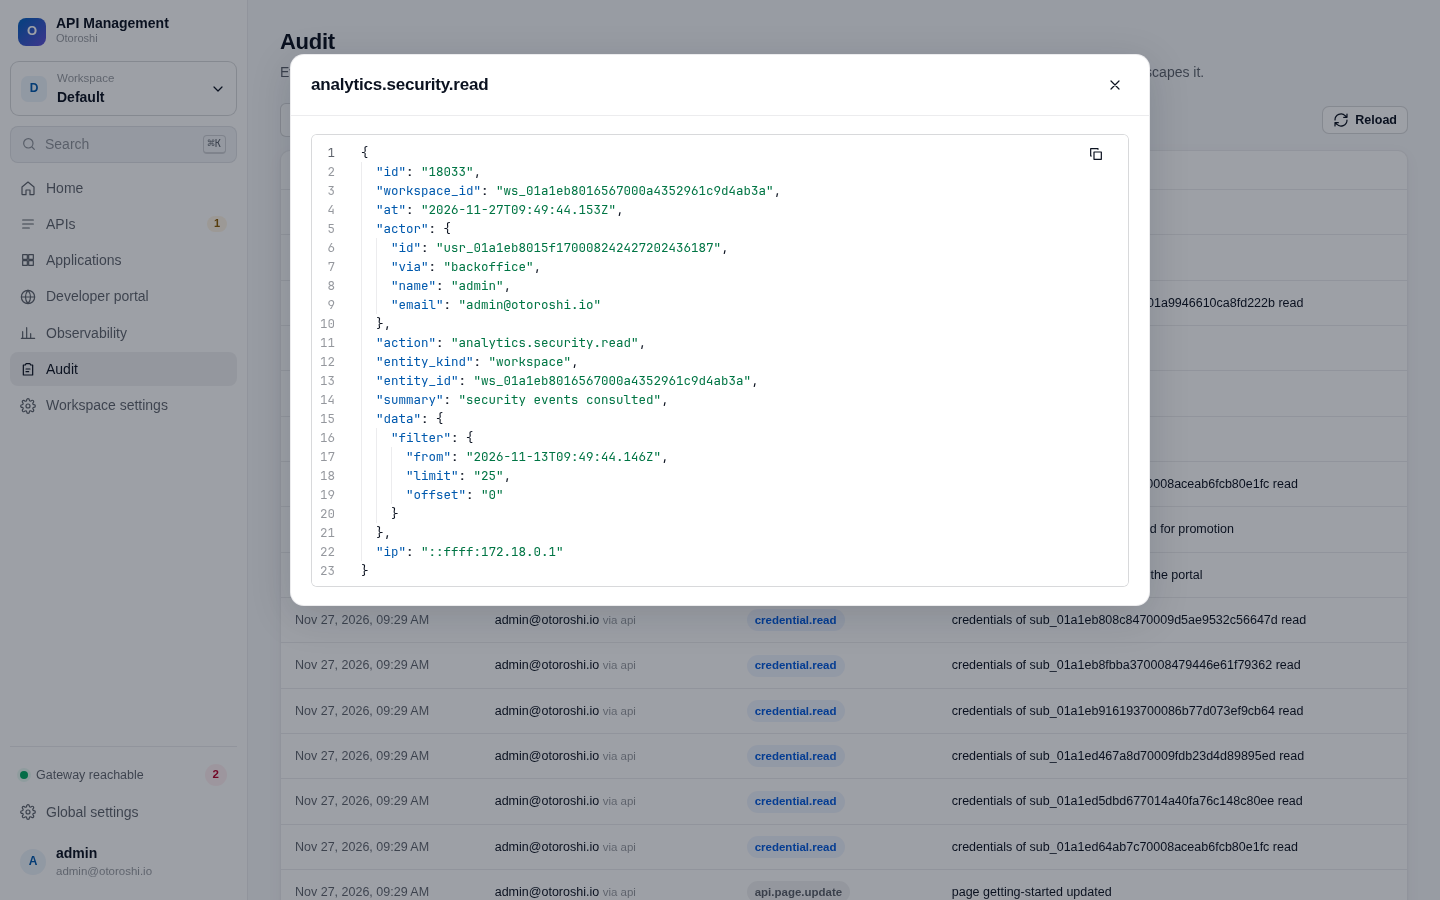 O
API Management
Otoroshi
D
Workspace
Default
Search
⌘K
Home
APIs
1
Applications
Developer portal
Observability
Audit
Workspace settings
Gateway reachable
2
Global settings
A
admin
admin@otoroshi.io
Audit
scapes it.
Reload
analytics.security.read
1 {
2 "id": "18033",
3 "workspace_id": "ws_01a1eb8016567000a4352961c9d4ab3a",
4 "at": "2026-11-27T09:49:44.153Z",
5 "actor": {
6 "id": "usr_01a1eb8015f170008242427202436187",
7 "via": "backoffice",
8 "name": "admin",
9 "email": "admin@otoroshi.io"
10 },
11 "action": "analytics.security.read",
12 "entity_kind": "workspace",
13 "entity_id": "ws_01a1eb8016567000a4352961c9d4ab3a",
14 "summary": "security events consulted",
15 "data": {
16 "filter": {
17 "from": "2026-11-13T09:49:44.146Z",
18 "limit": "25",
19 "offset": "0"
20 }
21 },
22 "ip": "::ffff:172.18.0.1"
23 }
01a9946610ca8fd222b read
0008aceab6fcb80e1fc read
d for promotion
the portal
Nov 27, 2026, 09:29 AM admin@otoroshi.io via api credential.read credentials of sub_01a1eb808c8470009d5ae9532c56647d read
Nov 27, 2026, 09:29 AM admin@otoroshi.io via api credential.read credentials of sub_01a1eb8fbba370008479446e61f79362 read
Nov 27, 2026, 09:29 AM admin@otoroshi.io via api credential.read credentials of sub_01a1eb916193700086b77d073ef9cb64 read
Nov 27, 2026, 09:29 AM admin@otoroshi.io via api credential.read credentials of sub_01a1ed467a8d70009fdb23d4d89895ed read
Nov 27, 2026, 09:29 AM admin@otoroshi.io via api credential.read credentials of sub_01a1ed5dbd677014a40fa76c148c80ee read
Nov 27, 2026, 09:29 AM admin@otoroshi.io via api credential.read credentials of sub_01a1ed64ab7c70008aceab6fcb80e1fc read
Nov 27, 2026, 09:29 AM admin@otoroshi.io via api api.page.update page getting-started updated